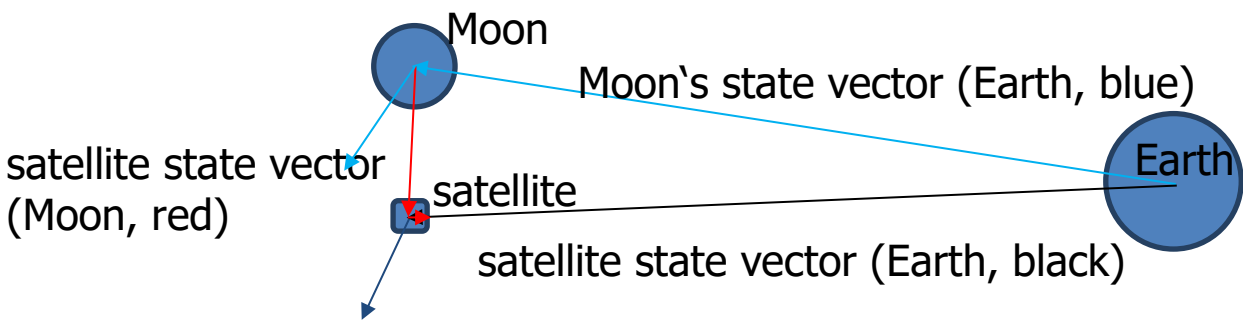 Moon
Moon‘s state vector (Earth, blue)
Earth
satellite state vector
(Moon, red)
satellite
satellite state vector (Earth, black)